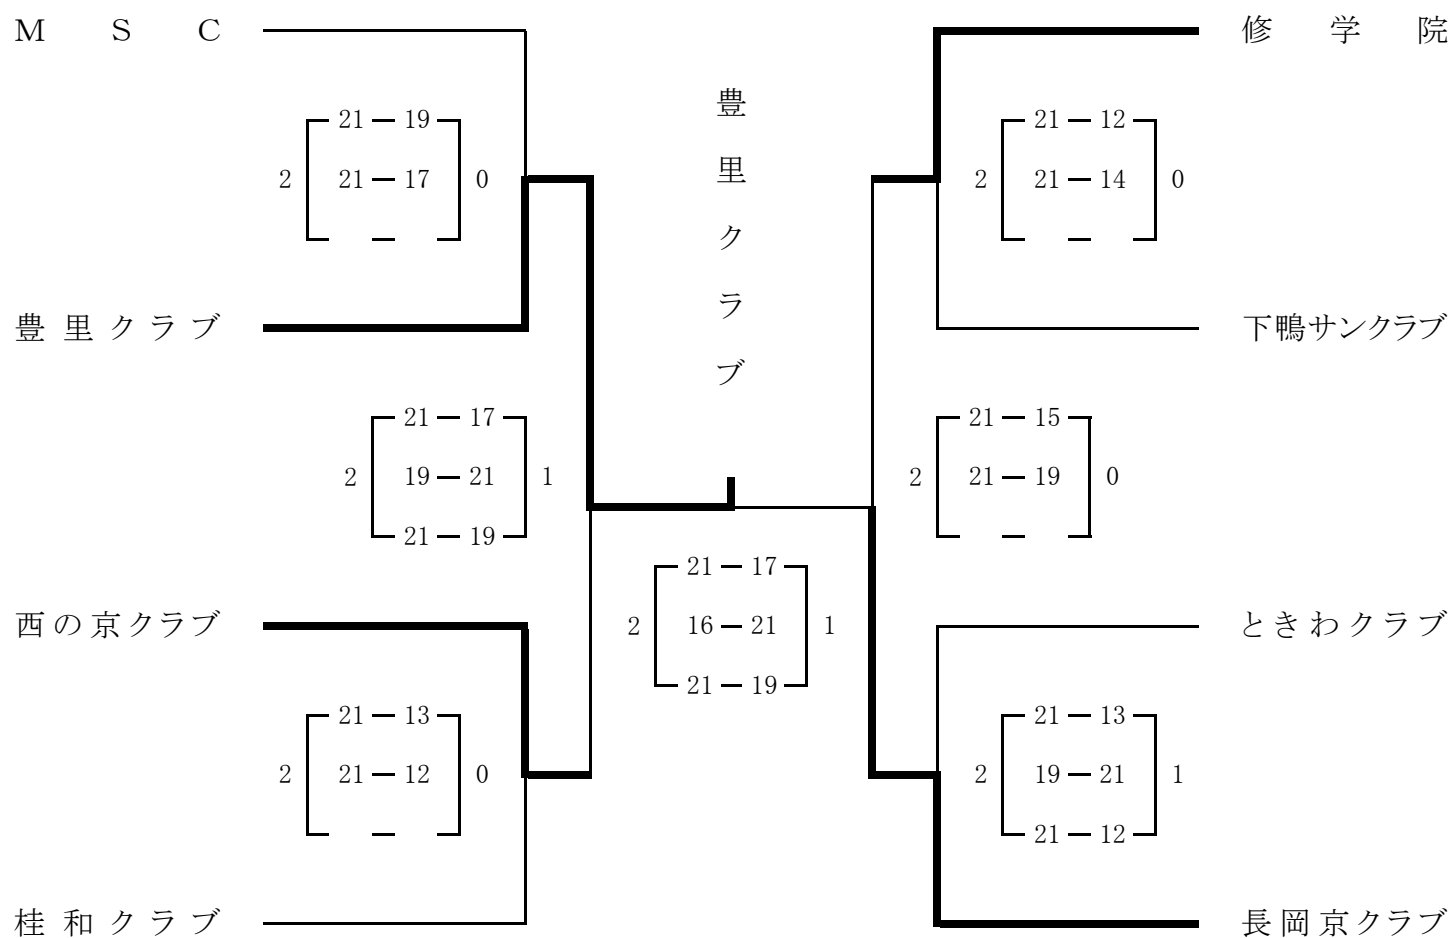 M S C
修学院
21 ― 19
2 21 ― 17 0
―
21 ― 12
2 21 ― 14 0
―
豊里クラブ
豊里クラブ
下鴨サンクラブ
21 ― 17
2 19 ― 21 1
21 ― 19
21 ― 15
2 21 ― 19 0
―
21 ― 17
2 16 ― 21 1
21 ― 19
西の京クラブ
ときわクラブ
21 ― 13
2 21 ― 12 0
―
21 ― 13
2 19 ― 21 1
21 ― 12
桂和クラブ
長岡京クラブ